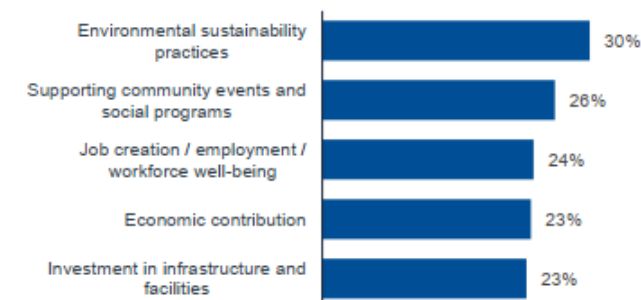 Environmental sustainability
practices
30%
Supporting community events and
social programs
26%
Job creation / employment /
workforce well-being
24%
Economic contribution
23%
Investment in infrastructure and
facilities
23%